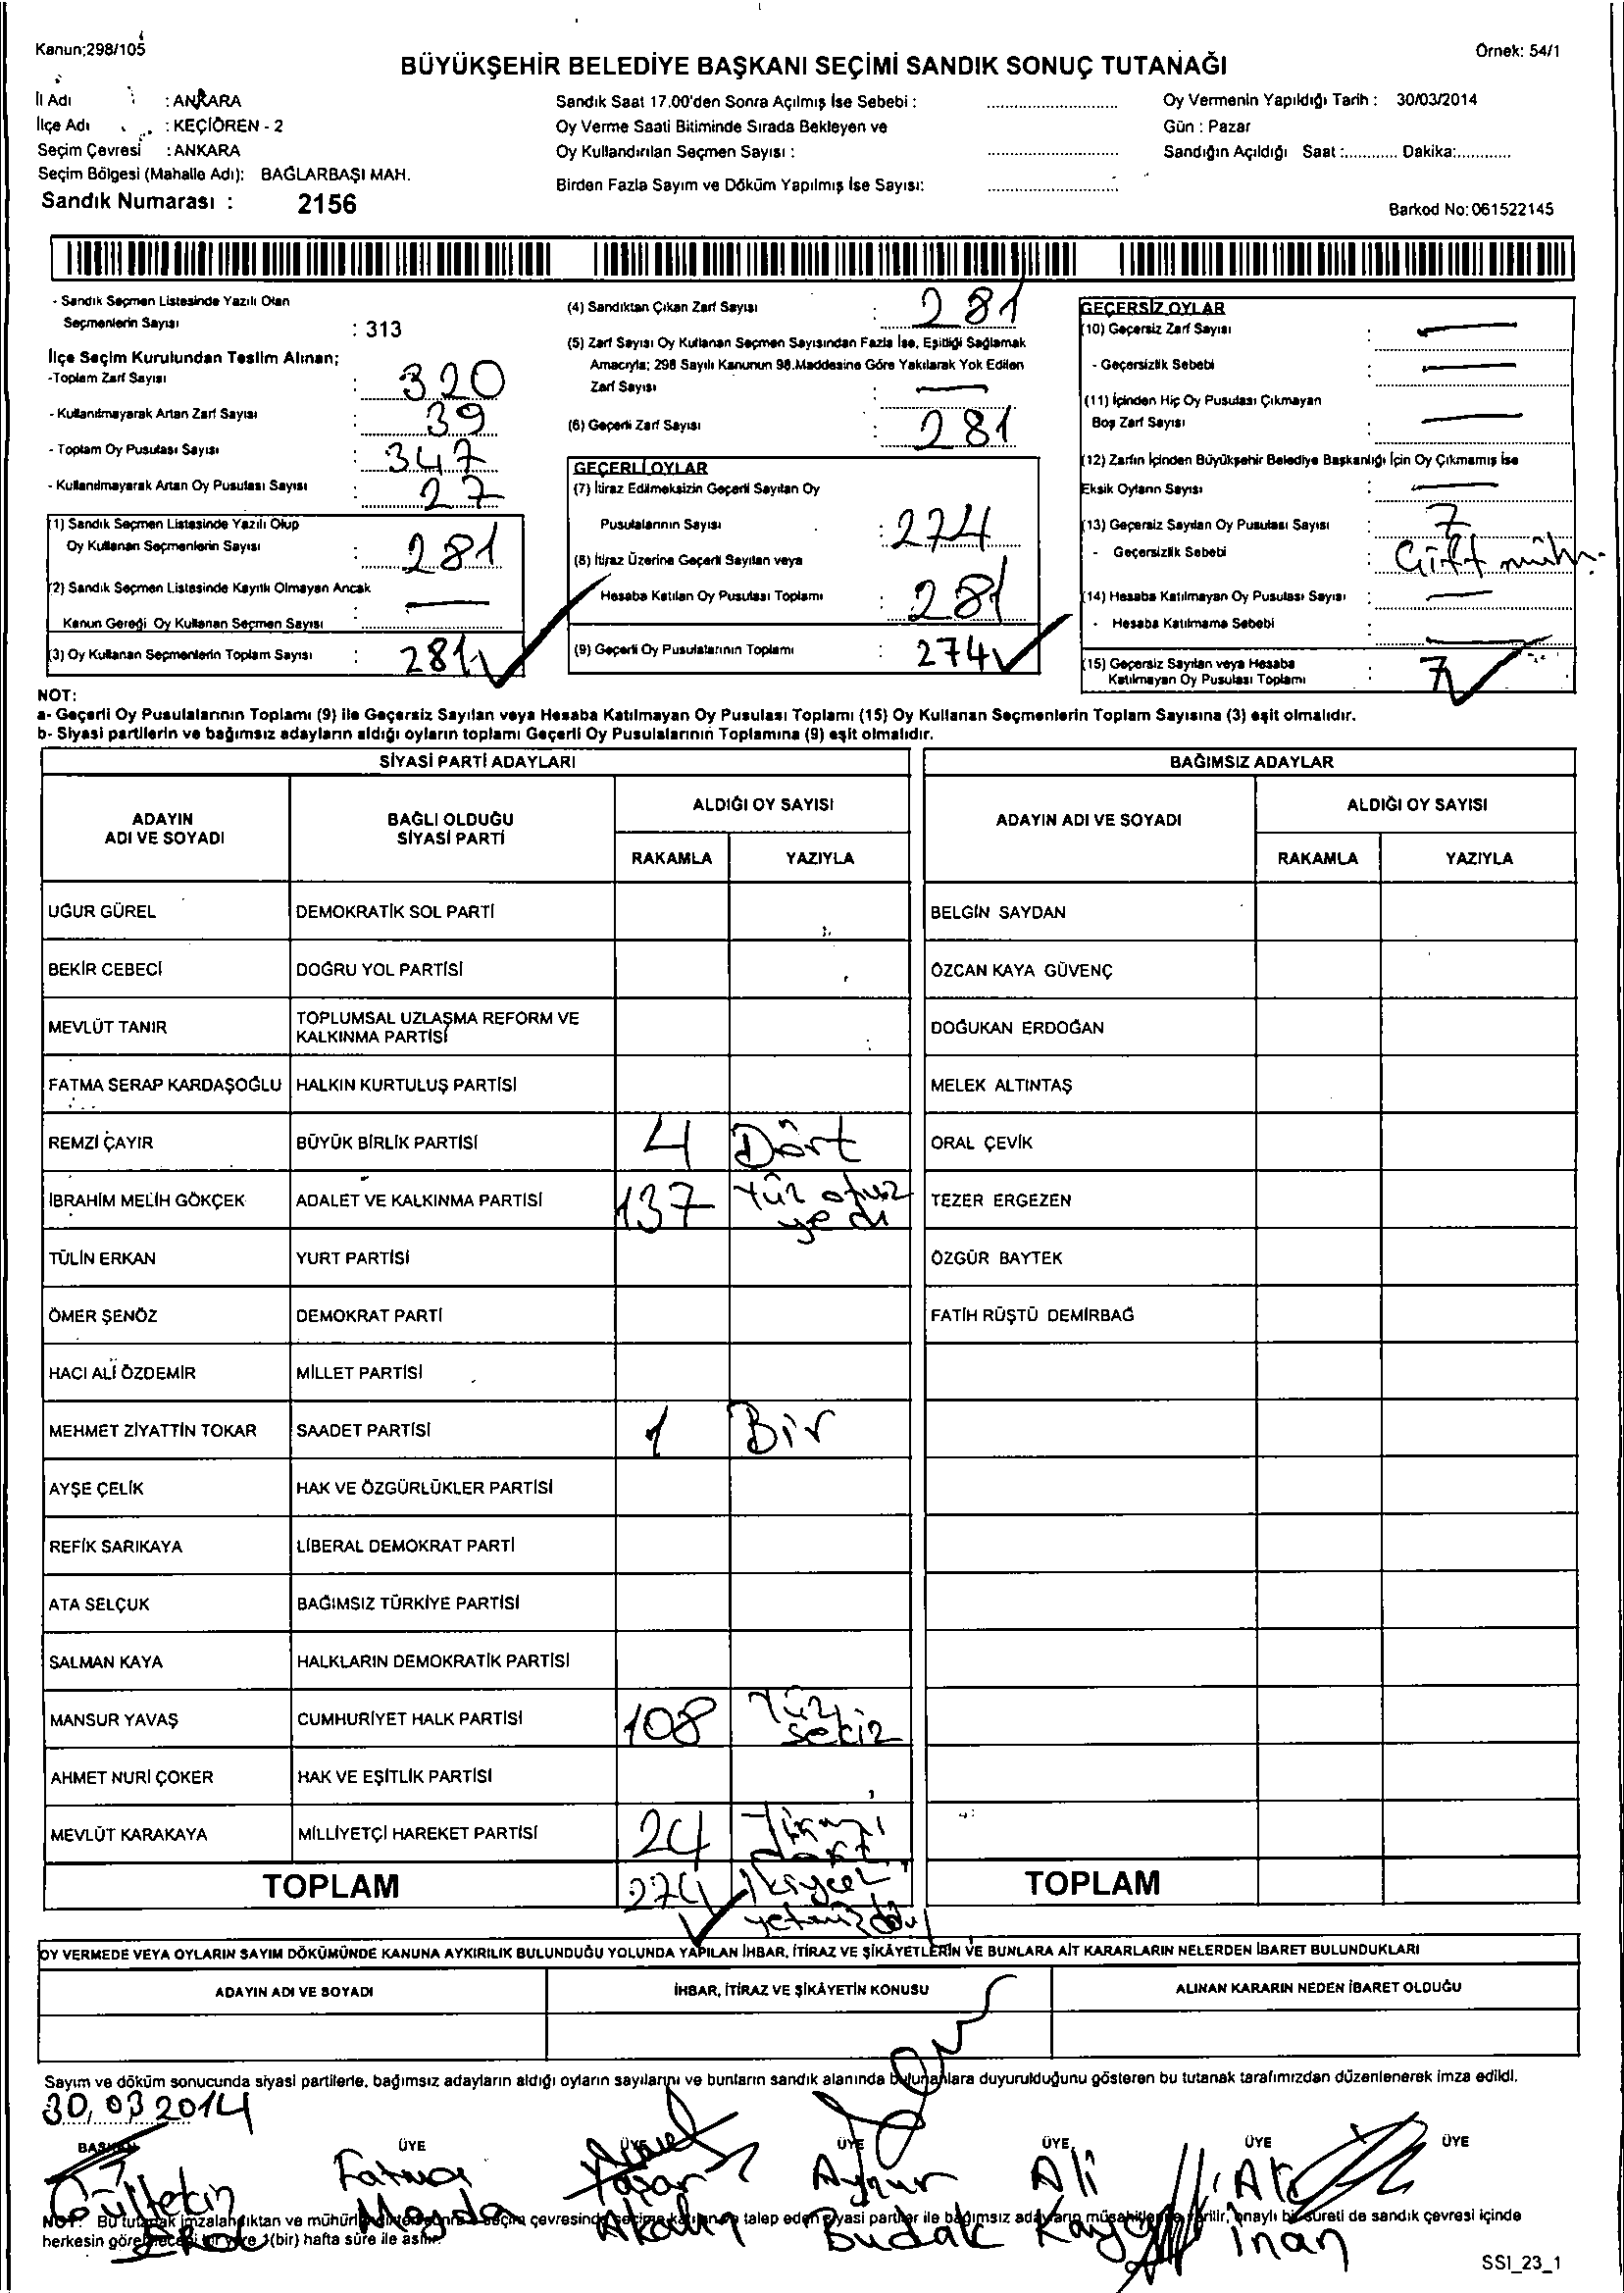 Kanun;298/105
Örnek: 54/1
BÜYÜKŞEHİR BELEDİYE BAŞKANI SEÇİMİ SANDIK SONUÇ TUTANAĞI
İl Adı : ANKARA
İlçe Adı : KEÇİÖREN - 2
Seçim Çevresi : ANKARA
Seçim Bölgesi (Mahalle Adı): BAĞLARBAŞI MAH.
Sandık Numarası : 2156
Sandık Saat 17.00'den Sonra Açılmış İse Sebebi :
Oy Verme Saati Bitiminde Sırada Bekleyen ve
Oy Kullandırılan Seçmen Sayısı :
Birden Fazla Sayım ve Döküm Yapılmış İse Sayısı:
Oy Vermenin Yapıldığı Tarih : 30/03/2014
Gün : Pazar
Sandığın Açıldığı Saat :............ Dakika:............
Barkod No: 061522145
- Sandık Seçmen Listesinde Yazılı Olan
Seçmenlerin Sayısı : 313
İlçe Seçim Kurulundan Teslim Alınan;
-Toplam Zarf Sayısı : 320
- Kullanılmayarak Artan Zarf Sayısı : 39
- Toplam Oy Pusulası Sayısı : 347
- Kullanılmayarak Artan Oy Pusulası Sayısı : 27
(1) Sandık Seçmen Listesinde Yazılı Olup
Oy Kullanan Seçmenlerin Sayısı : 281
(2) Sandık Seçmen Listesinde Kayıtlı Olmayan Ancak
Kanun Gereği Oy Kullanan Seçmen Sayısı : —
(3) Oy Kullanan Seçmenlerin Toplam Sayısı : 281
(4) Sandıktan Çıkan Zarf Sayısı : 281
(5) Zarf Sayısı Oy Kullanan Seçmen Sayısından Fazla İse, Eşitliği Sağlamak
Amacıyla; 298 Sayılı Kanunun 98.Maddesine Göre Yakılarak Yok Edilen
Zarf Sayısı : —
(6) Geçerli Zarf Sayısı : 281
GEÇERLİ OYLAR
(7) İtiraz Edilmeksizin Geçerli Sayılan Oy
Pusulalarının Sayısı : 274
(8) İtiraz Üzerine Geçerli Sayılan veya
Hesaba Katılan Oy Pusulası Toplamı : 281
(9) Geçerli Oy Pusulalarının Toplamı : 274
GEÇERSİZ OYLAR
(10) Geçersiz Zarf Sayısı : —
- Geçersizlik Sebebi : —
(11) İçinden Hiç Oy Pusulası Çıkmayan
Boş Zarf Sayısı : —
(12) Zarfın İçinden Büyükşehir Belediye Başkanlığı İçin Oy Çıkmamış İse
Eksik Oyların Sayısı : —
(13) Geçersiz Sayılan Oy Pusulası Sayısı : 7
- Geçersizlik Sebebi : Çift müh.
(14) Hesaba Katılmayan Oy Pusulası Sayısı : —
- Hesaba Katılmama Sebebi : —
(15) Geçersiz Sayılan veya Hesaba
Katılmayan Oy Pusulası Toplamı : 7
NOT:
a- Geçerli Oy Pusulalarının Toplamı (9) ile Geçersiz Sayılan veya Hesaba Katılmayan Oy Pusulası Toplamı (15) Oy Kullanan Seçmenlerin Toplam Sayısına (3) eşit olmalıdır.
b- Siyasi partilerin ve bağımsız adayların aldığı oyların toplamı Geçerli Oy Pusulalarının Toplamına (9) eşit olmalıdır.
SİYASİ PARTİ ADAYLARI
BAĞIMSIZ ADAYLAR
ADAYIN ADI VE SOYADI
BAĞLI OLDUĞU SİYASİ PARTİ
ALDIĞI OY SAYISI
RAKAMLA YAZIYLA
ADAYIN ADI VE SOYADI
ALDIĞI OY SAYISI
RAKAMLA YAZIYLA
UĞUR GÜREL DEMOKRATİK SOL PARTİ BELGİN SAYDAN
BEKİR CEBECİ DOĞRU YOL PARTİSİ ÖZCAN KAYA GÜVENÇ
MEVLÜT TANIR TOPLUMSAL UZLAŞMA REFORM VE KALKINMA PARTİSİ DOĞUKAN ERDOĞAN
FATMA SERAP KARDAŞOĞLU HALKIN KURTULUŞ PARTİSİ MELEK ALTINTAŞ
REMZİ ÇAYIR BÜYÜK BİRLİK PARTİSİ 4 Dört ORAL ÇEVİK
İBRAHİM MELİH GÖKÇEK ADALET VE KALKINMA PARTİSİ 137 Yüz otuz yedi TEZER ERGEZEN
TÜLİN ERKAN YURT PARTİSİ ÖZGÜR BAYTEK
ÖMER ŞENÖZ DEMOKRAT PARTİ FATİH RÜŞTÜ DEMİRBAĞ
HACI ALİ ÖZDEMİR MİLLET PARTİSİ
MEHMET ZİYATTİN TOKAR SAADET PARTİSİ 1 Bir
AYŞE ÇELİK HAK VE ÖZGÜRLÜKLER PARTİSİ
REFİK SARIKAYA LİBERAL DEMOKRAT PARTİ
ATA SELÇUK BAĞIMSIZ TÜRKİYE PARTİSİ
SALMAN KAYA HALKLARIN DEMOKRATİK PARTİSİ
MANSUR YAVAŞ CUMHURİYET HALK PARTİSİ 108 Yüz sekiz
AHMET NURİ ÇOKER HAK VE EŞİTLİK PARTİSİ
MEVLÜT KARAKAYA MİLLİYETÇİ HAREKET PARTİSİ 24 Yirmi dört
TOPLAM 274 ikiyüz yetmişdört TOPLAM
OY VERMEDE VEYA OYLARIN SAYIM DÖKÜMÜNDE KANUNA AYKIRILIK BULUNDUĞU YOLUNDA YAPILAN İHBAR, İTİRAZ VE ŞİKÂYETLERİN VE BUNLARA AİT KARARLARIN NELERDEN İBARET BULUNDUKLARI
ADAYIN ADI VE SOYADI
İHBAR, İTİRAZ VE ŞİKÂYETİN KONUSU
ALINAN KARARIN NEDEN İBARET OLDUĞU
Sayım ve döküm sonucunda siyasi partilerle, bağımsız adayların aldığı oyların sayılarını ve bunların sandık alanında bulunanlara duyurulduğunu gösteren bu tutanak tarafımızdan düzenlenerek imza edildi.
30.03.2014
BAŞKAN ÜYE ÜYE ÜYE ÜYE ÜYE ÜYE
Gültekin Fatma Yaşar Aynur Ali
Erol Akalın Budak Kaya İnan
NOT: Bu tutanak imzalandıktan ve mühürlendikten sonra seçim çevresinde seçime katılan ve talep eden siyasi partiler ile bağımsız adayların müşahitlerine verilir, onaylı bir sureti de sandık çevresi içinde
herkesin görebileceği bir yere 1(bir) hafta süre ile asılır.
SSI_23_1